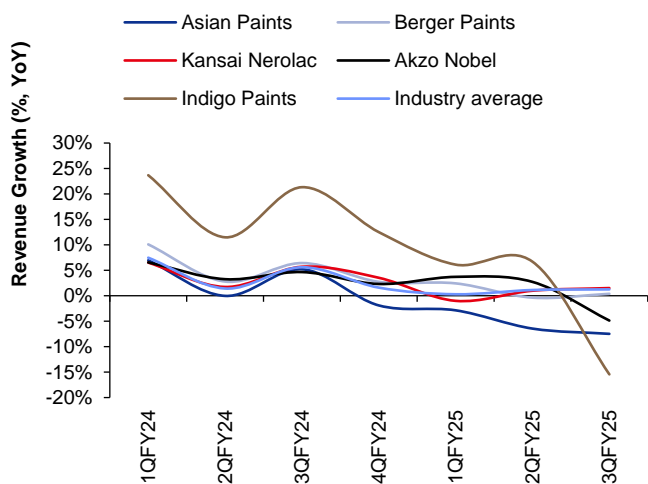 Asian Paints
Berger Paints
Kansai Nerolac
Akzo Nobel
Indigo Paints
Industry average
Revenue Growth (%, YoY)
30%
25%
20%
15%
10%
5%
0%
-5%
-10%
-15%
-20%
1QFY24
2QFY24
3QFY24
4QFY24
1QFY25
2QFY25
3QFY25